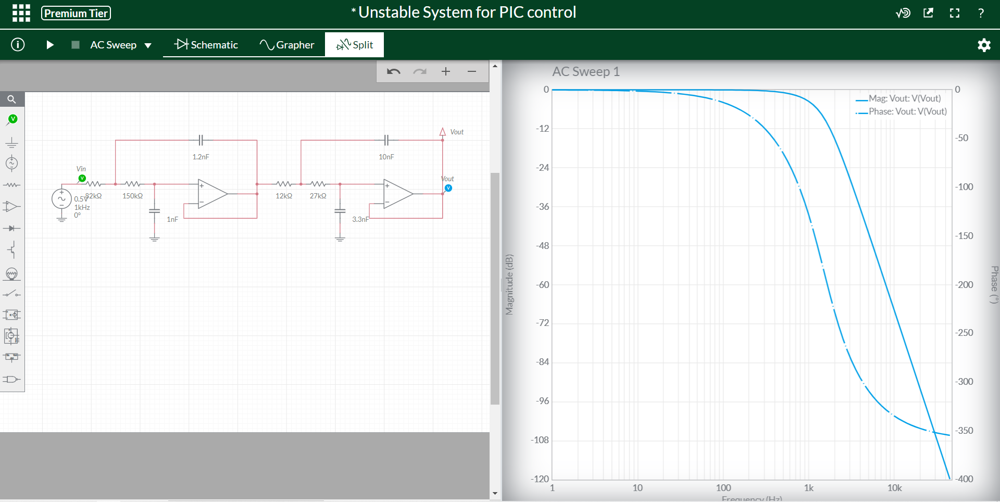 Premium Tier
* Unstable System for PIC control
?
AC Sweep
Schematic
Grapher
Split
AC Sweep 1
Mag: Vout: V(Vout)
Phase: Vout: V(Vout)
V
Vout
1.2nF
10nF
Vin
V
Vout
V
0.5V
82kΩ
150kΩ
12kΩ
27kΩ
1kHz
0°
1nF
3.3nF
Magnitude (dB)
0
-12
-24
-36
-48
-60
-72
-84
-96
-108
-120
0
-50
-100
-150
-200
-250
-300
-350
-400
Phase (°)
1
10
100
1k
10k
Frequency (Hz)